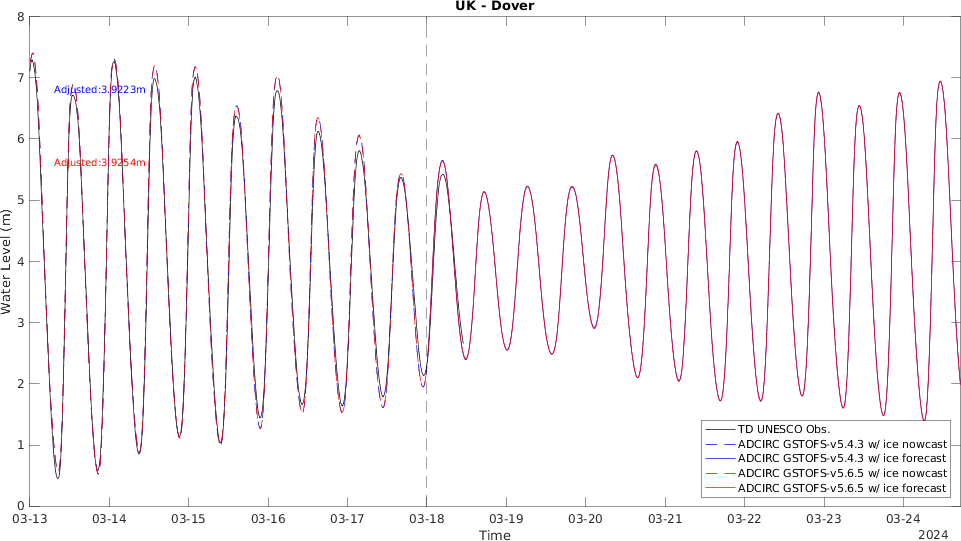 UK - Dover
8
7
6
5
4
3
2
1
0
Water Level (m)
Adjusted:3.9223m
Adjusted:3.9254m
TD UNESCO Obs.
ADCIRC GSTOFS-v5.4.3 w/ ice nowcast
ADCIRC GSTOFS-v5.4.3 w/ ice forecast
ADCIRC GSTOFS-v5.6.5 w/ ice nowcast
ADCIRC GSTOFS-v5.6.5 w/ ice forecast
03-13 03-14 03-15 03-16 03-17 03-18 03-19 03-20 03-21 03-22 03-23 03-24
Time
2024